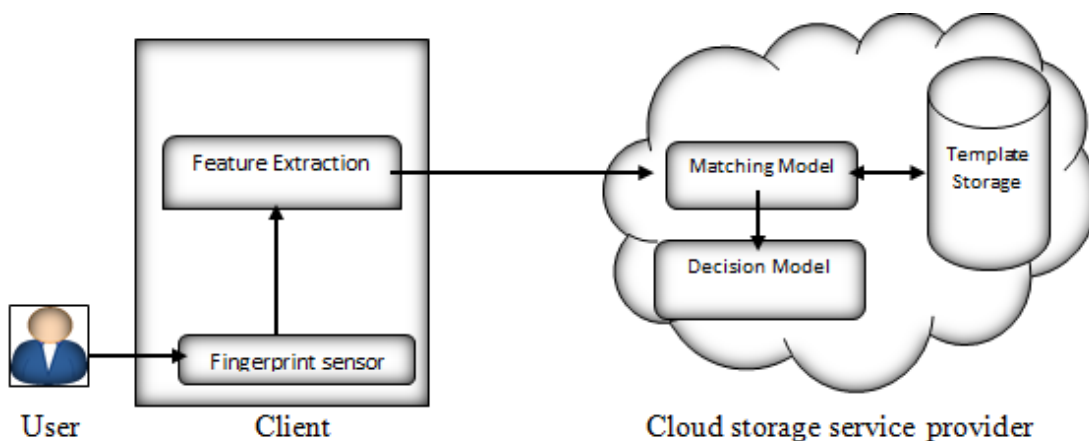 Feature Extraction
Fingerprint sensor
Matching Model
Decision Model
Template
Storage
User
Client
Cloud storage service provider